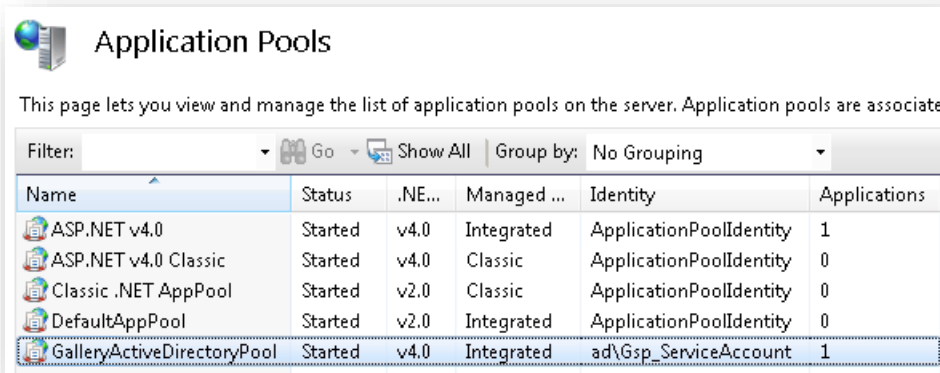 Application Pools
This page lets you view and manage the list of application pools on the server. Application pools are associate
Filter: Go Show All Group by: No Grouping
Name Status .NE... Managed ... Identity Applications
ASP.NET v4.0 Started v4.0 Integrated ApplicationPoolIdentity 1
ASP.NET v4.0 Classic Started v4.0 Classic ApplicationPoolIdentity 0
Classic .NET AppPool Started v2.0 Classic ApplicationPoolIdentity 0
DefaultAppPool Started v2.0 Integrated ApplicationPoolIdentity 0
GalleryActiveDirectoryPool Started v4.0 Integrated ad\Gsp_ServiceAccount 1